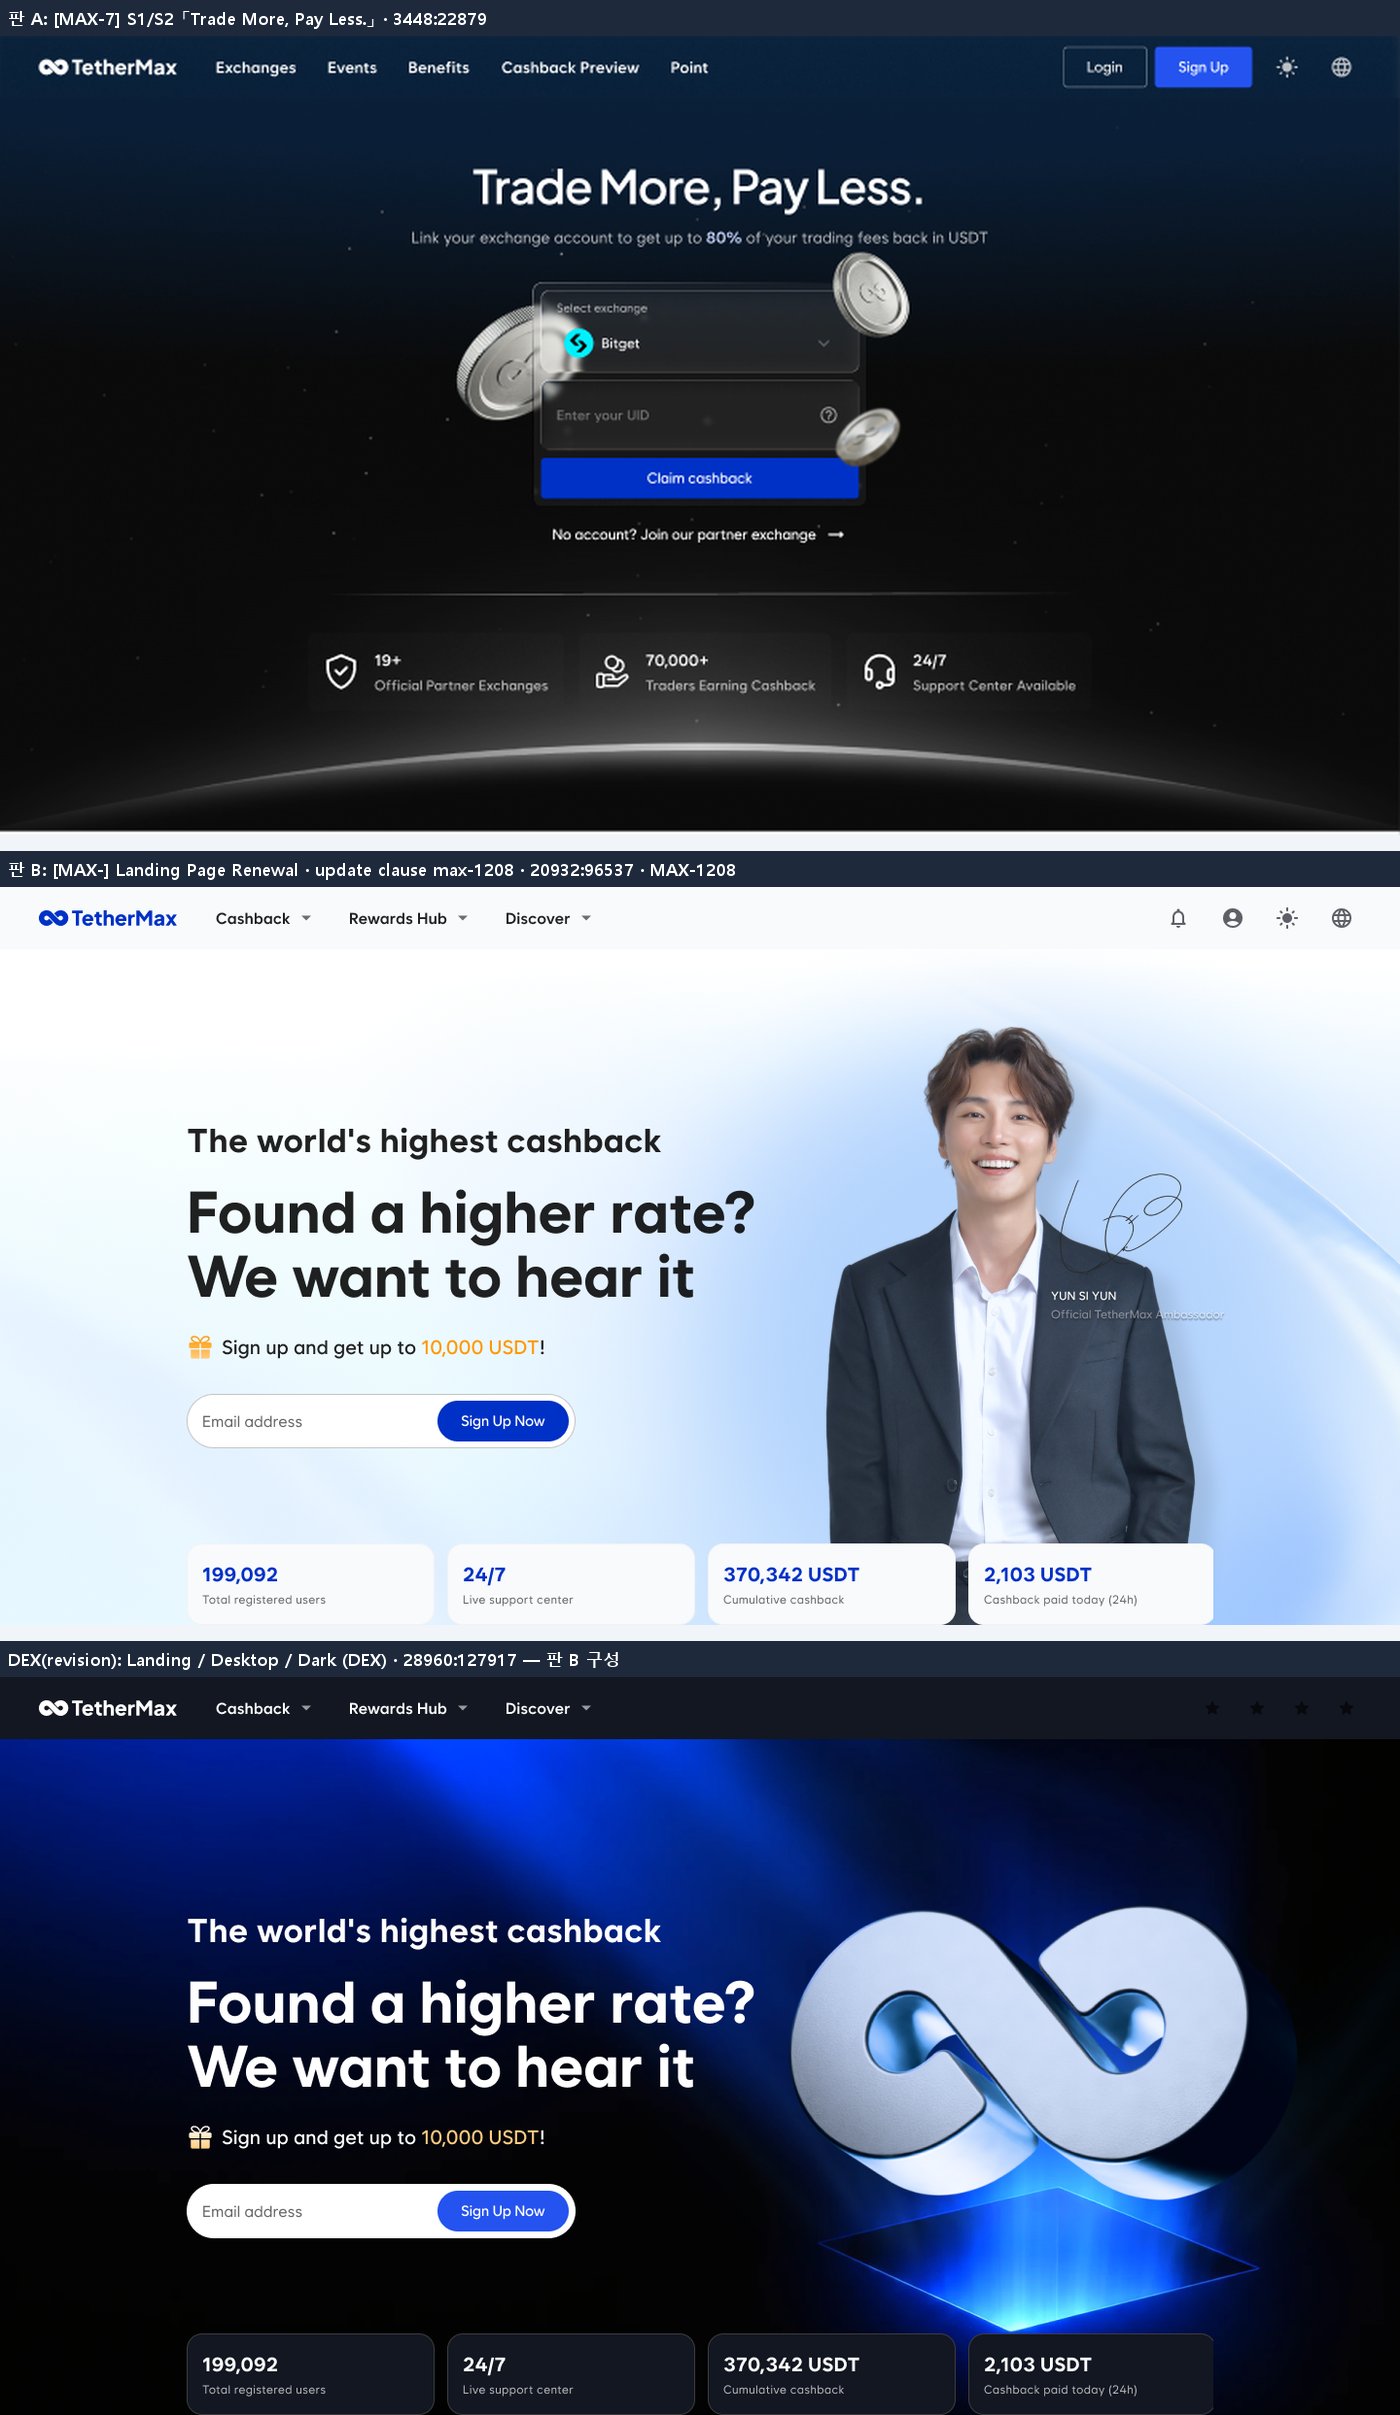 판 A: [MAX-7] S1/S2 「Trade More, Pay Less.」 · 3448:22879
TetherMax Exchanges Events Benefits Cashback Preview Point Login Sign Up
Trade More, Pay Less.
Link your exchange account to get up to 80% of your trading fees back in USDT
Select exchange
Bitget
Enter your UID
Claim cashback
No account? Join our partner exchange →
19+
Official Partner Exchanges
70,000+
Traders Earning Cashback
24/7
Support Center Available
판 B: [MAX-] Landing Page Renewal · update clause max-1208 · 20932:96537 · MAX-1208
TetherMax Cashback Rewards Hub Discover
The world's highest cashback
Found a higher rate?
We want to hear it
Sign up and get up to 10,000 USDT!
Email address Sign Up Now
YUN SI YUN
Official TetherMax Ambassador
199,092
Total registered users
24/7
Live support center
370,342 USDT
Cumulative cashback
2,103 USDT
Cashback paid today (24h)
DEX(revision): Landing / Desktop / Dark (DEX) · 28960:127917 — 판 B 구성
TetherMax Cashback Rewards Hub Discover
The world's highest cashback
Found a higher rate?
We want to hear it
Sign up and get up to 10,000 USDT!
Email address Sign Up Now
199,092
Total registered users
24/7
Live support center
370,342 USDT
Cumulative cashback
2,103 USDT
Cashback paid today (24h)